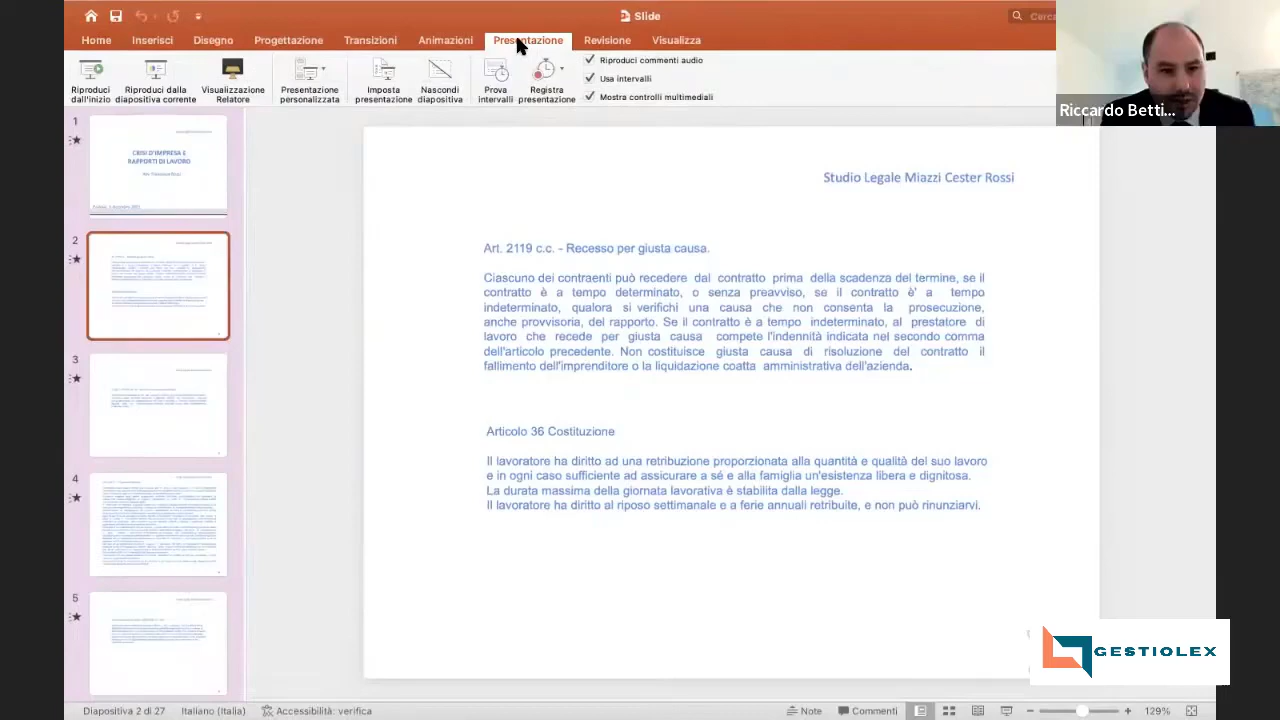 Slide
Cerca
Home Inserisci Disegno Progettazione Transizioni Animazioni Presentazione Revisione Visualizza
Riproduci dall'inizio
Riproduci dalla diapositiva corrente
Visualizzazione Relatore
Presentazione personalizzata
Imposta presentazione
Nascondi diapositiva
Prova intervalli
Registra presentazione
Riproduci commenti audio
Usa intervalli
Mostra controlli multimediali
Riccardo Betti...
1
CRISI D'IMPRESA E
RAPPORTI DI LAVORO
2
3
4
5
Studio Legale Miazzi Cester Rossi
Art. 2119 c.c. - Recesso per giusta causa.
Ciascuno dei contraenti può recedere dal contratto prima della scadenza del termine, se il
contratto è a tempo determinato, o senza preavviso, se il contratto è' a tempo
indeterminato, qualora si verifichi una causa che non consenta la prosecuzione,
anche provvisoria, del rapporto. Se il contratto è a tempo indeterminato, al prestatore di
lavoro che recede per giusta causa compete l'indennità indicata nel secondo comma
dell'articolo precedente. Non costituisce giusta causa di risoluzione del contratto il
fallimento dell'imprenditore o la liquidazione coatta amministrativa dell'azienda.
Articolo 36 Costituzione
Il lavoratore ha diritto ad una retribuzione proporzionata alla quantità e qualità del suo lavoro
e in ogni caso sufficiente ad assicurare a sé e alla famiglia un'esistenza libera e dignitosa.
La durata massima della giornata lavorativa è stabilita dalla legge.
Il lavoratore ha diritto al riposo settimanale e a ferie annuali retribuite, e non può rinunziarvi.
GESTIOLEX
Diapositiva 2 di 27 Italiano (Italia) Accessibilità: verifica Note Commenti 129%